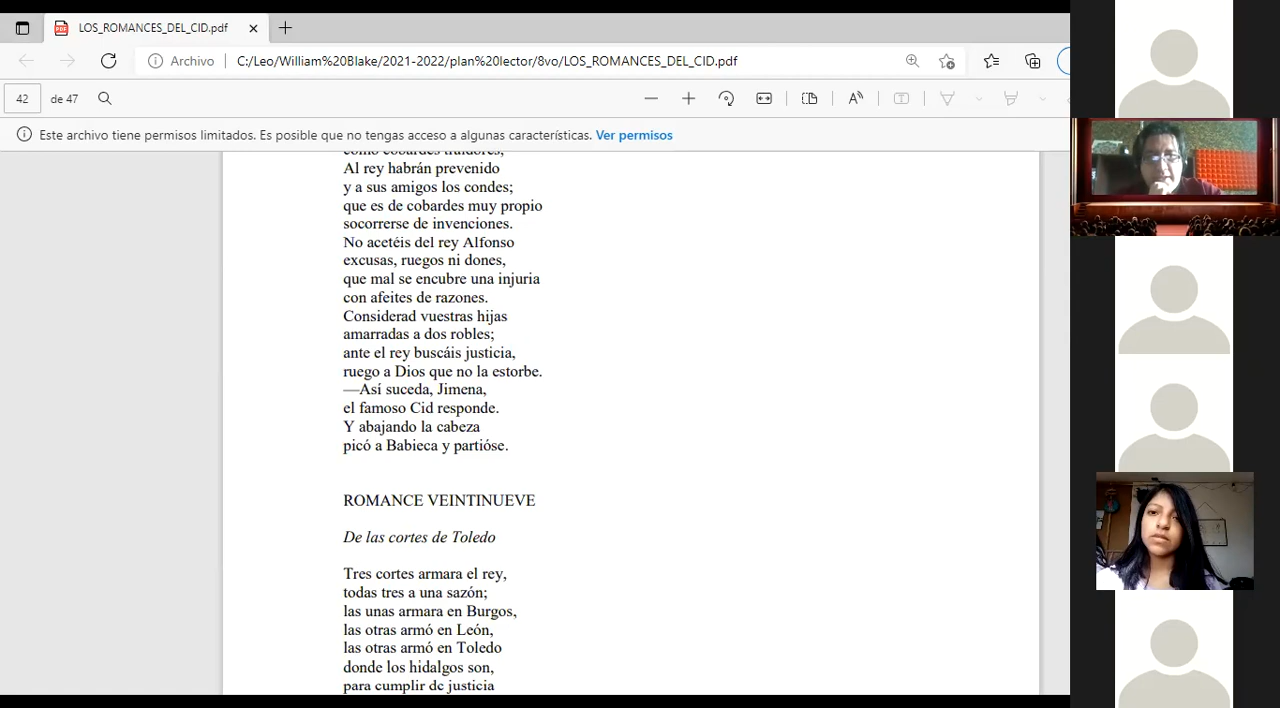 LOS_ROMANCES_DEL_CID.pdf
Archivo C:/Leo/William%20Blake/2021-2022/plan%20lector/8vo/LOS_ROMANCES_DEL_CID.pdf
42 de 47
Este archivo tiene permisos limitados. Es posible que no tengas acceso a algunas características. Ver permisos
como cobardes traidores,
Al rey habrán prevenido
y a sus amigos los condes;
que es de cobardes muy propio
socorrerse de invenciones.
No acetéis del rey Alfonso
excusas, ruegos ni dones,
que mal se encubre una injuria
con afeites de razones.
Considerad vuestras hijas
amarradas a dos robles;
ante el rey buscáis justicia,
ruego a Dios que no la estorbe.
—Así suceda, Jimena,
el famoso Cid responde.
Y abajando la cabeza
picó a Babieca y partióse.
ROMANCE VEINTINUEVE
De las cortes de Toledo
Tres cortes armara el rey,
todas tres a una sazón;
las unas armara en Burgos,
las otras armó en León,
las otras armó en Toledo
donde los hidalgos son,
para cumplir de justicia